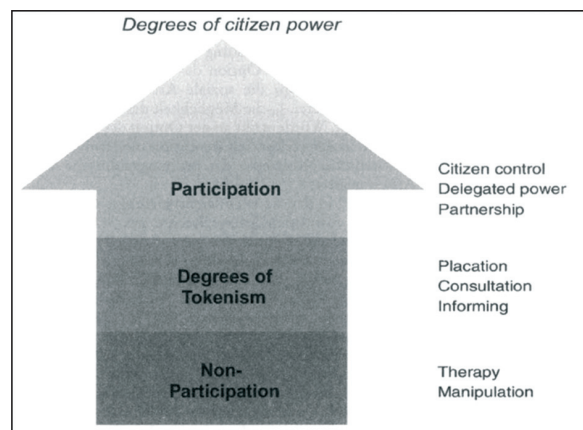 Degrees of citizen power
Participation
Citizen control
Delegated power
Partnership
Degrees of
Tokenism
Placation
Consultation
Informing
Non-
Participation
Therapy
Manipulation